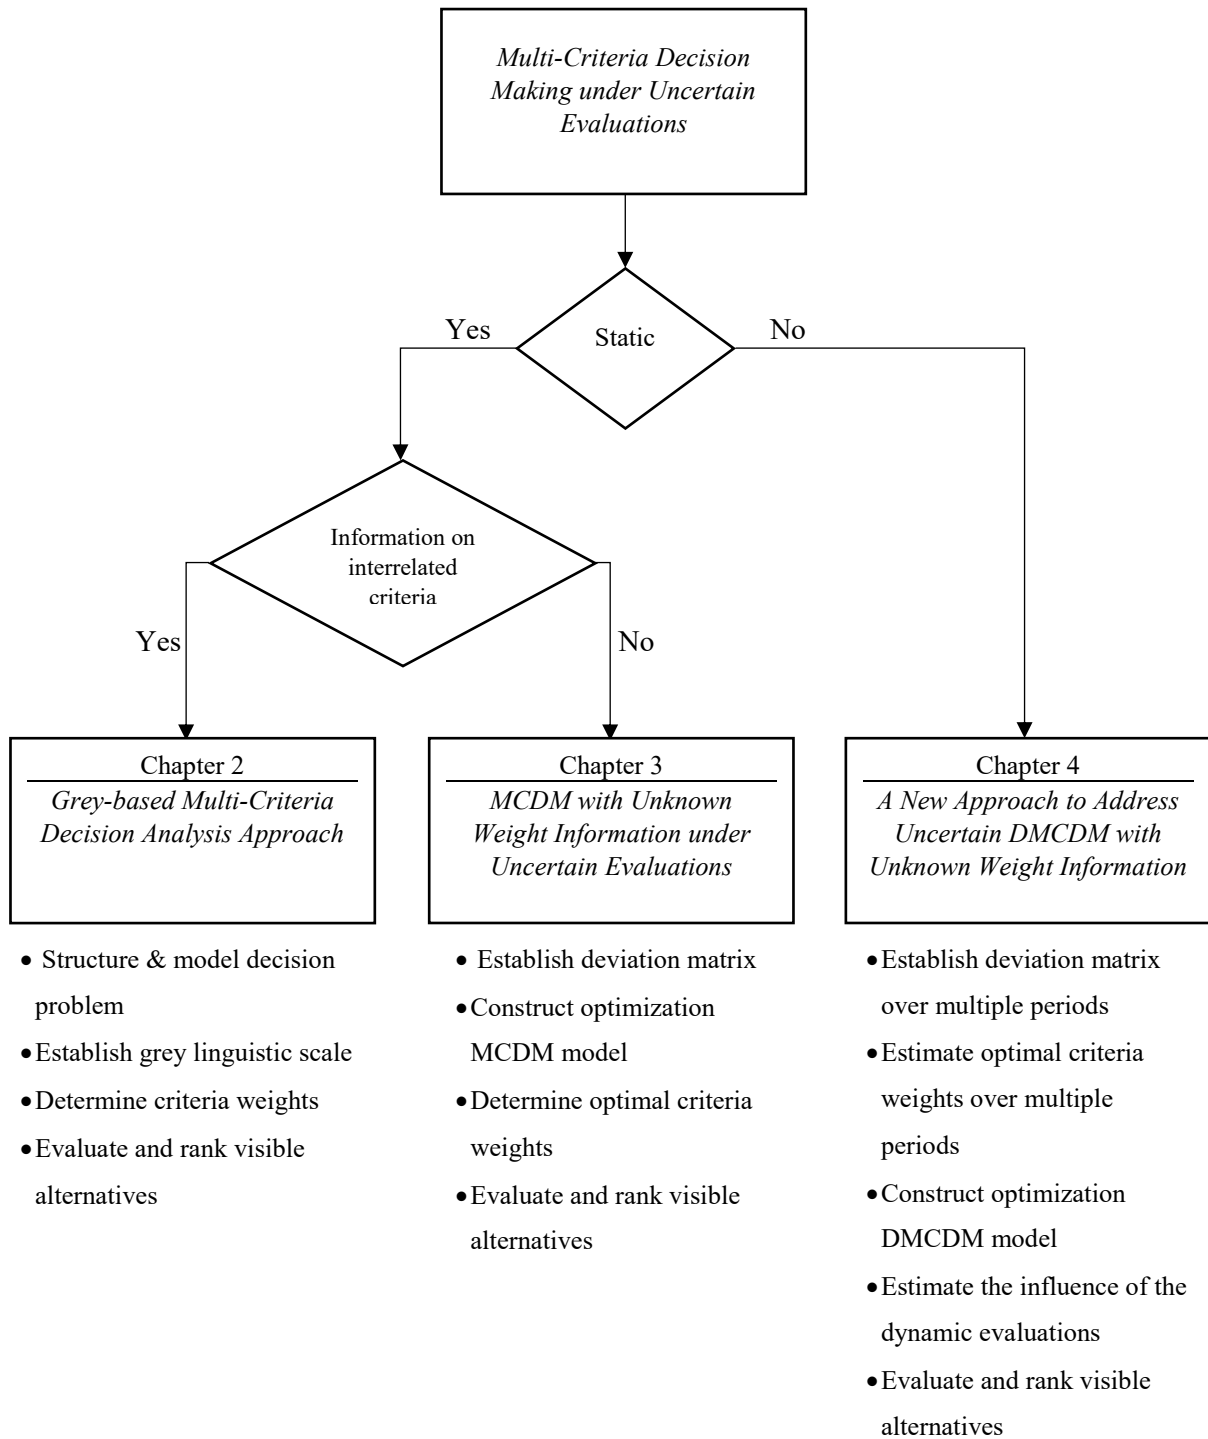 Multi-Criteria Decision
Making under Uncertain
Evaluations
Static
Yes
No
Information on
interrelated
criteria
Yes
No
Chapter 2
Grey-based Multi-Criteria
Decision Analysis Approach
Chapter 3
MCDM with Unknown
Weight Information under
Uncertain Evaluations
Chapter 4
A New Approach to Address
Uncertain DMCDM with
Unknown Weight Information
• Structure & model decision
problem
• Establish grey linguistic scale
• Determine criteria weights
• Evaluate and rank visible
alternatives
• Establish deviation matrix
• Construct optimization
MCDM model
• Determine optimal criteria
weights
• Evaluate and rank visible
alternatives
• Establish deviation matrix
over multiple periods
• Estimate optimal criteria
weights over multiple
periods
• Construct optimization
DMCDM model
• Estimate the influence of the
dynamic evaluations
• Evaluate and rank visible
alternatives